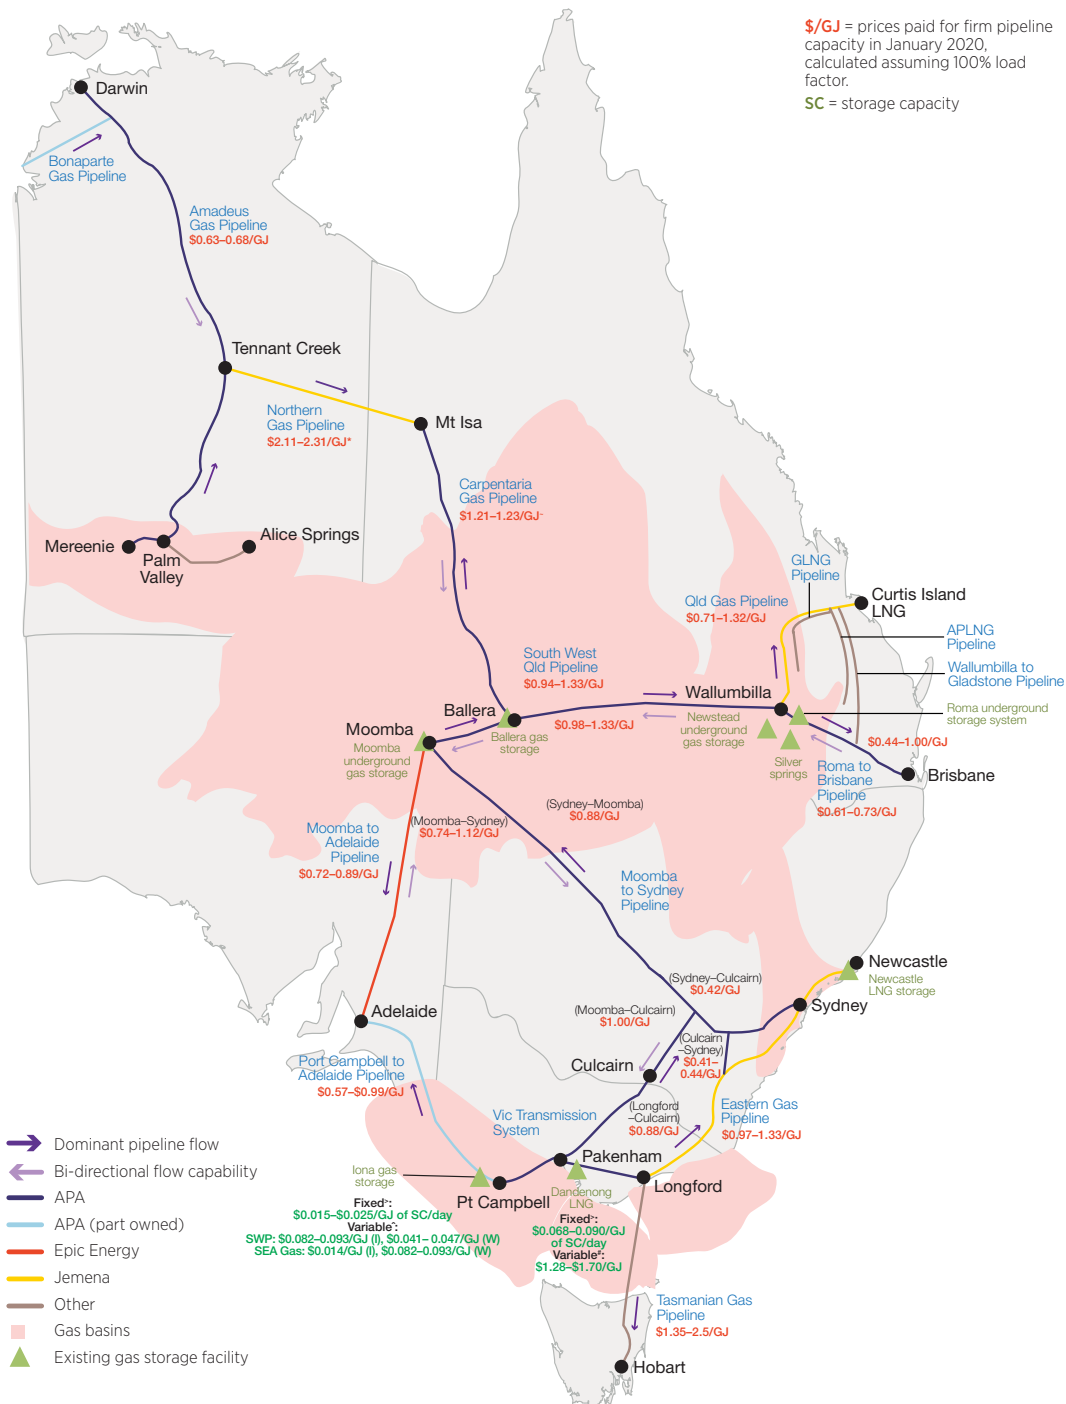 $/GJ = prices paid for firm pipeline
capacity in January 2020,
calculated assuming 100% load
factor.
SC = storage capacity
Darwin
Bonaparte
Gas Pipeline
Amadeus
Gas Pipeline
$0.63–0.68/GJ
Tennant Creek
Northern
Gas Pipeline
$2.11–2.31/GJ*
Mt Isa
Carpentaria
Gas Pipeline
$1.21–1.23/GJ~
Mereenie
Palm
Valley
Alice Springs
GLNG
Pipeline
Qld Gas Pipeline
$0.71–1.32/GJ
Curtis Island
LNG
APLNG
Pipeline
Wallumbilla to
Gladstone Pipeline
South West
Qld Pipeline
$0.94–1.33/GJ
Wallumbilla
Roma underground
storage system
Ballera
Ballera gas
storage
$0.98–1.33/GJ
Newstead
underground
gas storage
Silver
springs
$0.44–1.00/GJ
Moomba
Moomba
underground
gas storage
Roma to
Brisbane
Pipeline
$0.61–0.73/GJ
Brisbane
(Sydney–Moomba)
$0.88/GJ
(Moomba–Sydney)
$0.74–1.12/GJ
Moomba to
Adelaide
Pipeline
$0.72–0.89/GJ
Moomba
to Sydney
Pipeline
Newcastle
Newcastle
LNG storage
(Sydney–Culcairn)
$0.42/GJ
Sydney
(Moomba–Culcairn)
$1.00/GJ
Adelaide
(Culcairn
–Sydney)
$0.41–
0.44/GJ
Culcairn
Port Campbell to
Adelaide Pipeline
$0.57–$0.99/GJ
(Longford
–Culcairn)
$0.88/GJ
Eastern Gas
Pipeline
$0.97–1.33/GJ
Vic Transmission
System
Pakenham
Longford
Iona gas
storage
Pt Campbell
Dandenong
LNG
Fixed>:
$0.015–$0.025/GJ of SC/day
Variable^:
SWP: $0.082–0.093/GJ (I), $0.041– 0.047/GJ (W)
SEA Gas: $0.014/GJ (I), $0.082–0.093/GJ (W)
Fixed>:
$0.068–0.090/GJ
of SC/day
Variable#:
$1.28–$1.70/GJ
Tasmanian Gas
Pipeline
$1.35–2.5/GJ
Hobart
Dominant pipeline flow
Bi-directional flow capability
APA
APA (part owned)
Epic Energy
Jemena
Other
Gas basins
Existing gas storage facility